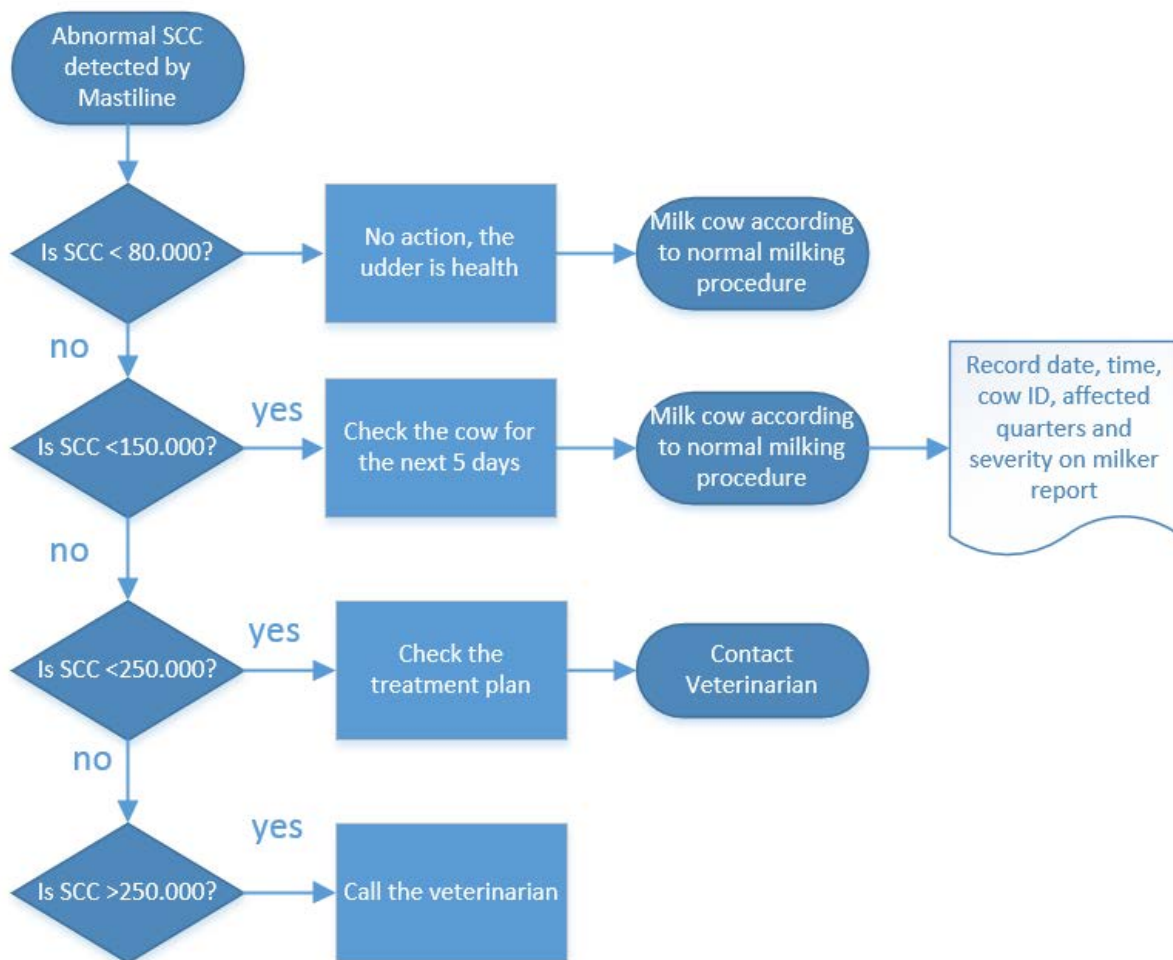 Abnormal SCC
detected by
Mastiline
Is SCC < 80.000?
No action, the
udder is health
Milk cow according
to normal milking
procedure
no
Is SCC <150.000?
yes
Check the cow for
the next 5 days
Milk cow according
to normal milking
procedure
Record date, time,
cow ID, affected
quarters and
severity on milker
report
no
Is SCC <250.000?
yes
Check the
treatment plan
Contact
Veterinarian
no
Is SCC >250.000?
yes
Call the veterinarian